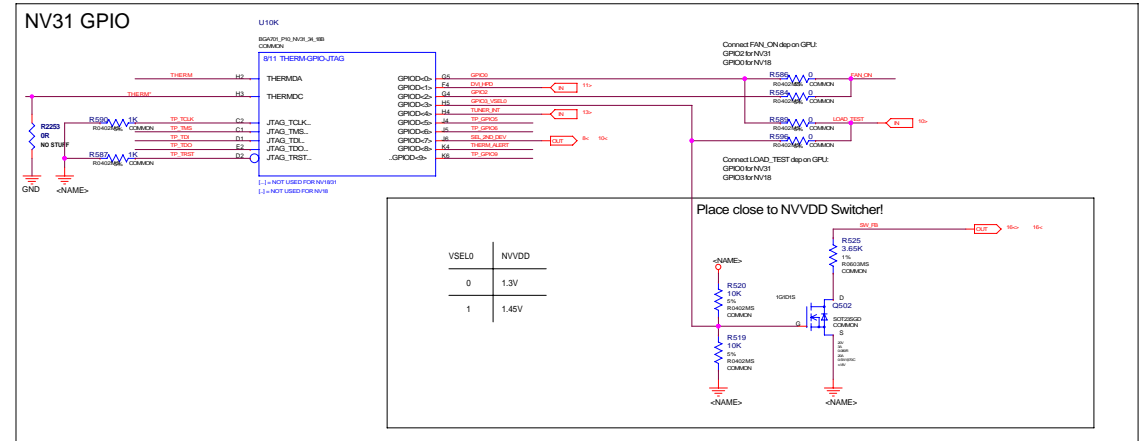 NV31 GPIO
U10K
BGA701_P10_NV31_34_18B
COMMON
8/11 THERM-GPIO-JTAG
THERM
H2
THERMDA
THERM*
H3
THERMDC
R2253
0R
NO STUFF
GND
R590
1K
R0402MS
COMMON
R587
1K
R0402MS
COMMON
<NAME>
TP_TCLK
C2
JTAG_TCLK...
TP_TMS
C1
JTAG_TMS...
TP_TDI
D1
JTAG_TDI...
TP_TDO
E2
JTAG_TDO...
TP_TRST
D2
JTAG_TRST...
GPIOD<0>
G5
GPIO0
GPIOD<1>
F4
DVI_HPD
IN
11>
GPIOD<2>
G4
GPIO2
GPIOD<3>
H5
GPIO3_VSEL0
GPIOD<4>
H4
TUNER_INT
IN
13>
GPIOD<5>
J4
TP_GPIO5
GPIOD<6>
J5
TP_GPIO6
GPIOD<7>
J6
SEL_2ND_DEV
OUT
8<
10<
GPIOD<8>
K4
THERM_ALERT
..GPIOD<9>
K6
TP_GPIO9
[...] = NOT USED FOR NV18/31
[..] = NOT USED FOR NV18
Connect FAN_ON dep on GPU:
GPIO2 for NV31
GPIO0 for NV18
R586
0
R0402MS
COMMON
FAN_ON
R584
0
R0402MS
COMMON
R589
0
R0402MS
COMMON
LOAD_TEST
IN
10>
R595
0
R0402MS
COMMON
Connect LOAD_TEST dep on GPU:
GPIO0 for NV31
GPIO3 for NV18
Place close to NVVDD Switcher!
VSEL0
NVVDD
0
1.3V
1
1.45V
SW_FB
OUT
16<>
16<
R525
3.65K
1%
R0603MS
COMMON
<NAME>
R520
10K
5%
R0402MS
COMMON
1G1D1S
D
Q502
G
SOT23SGD
COMMON
S
R519
10K
5%
R0402MS
COMMON
<NAME>
<NAME>